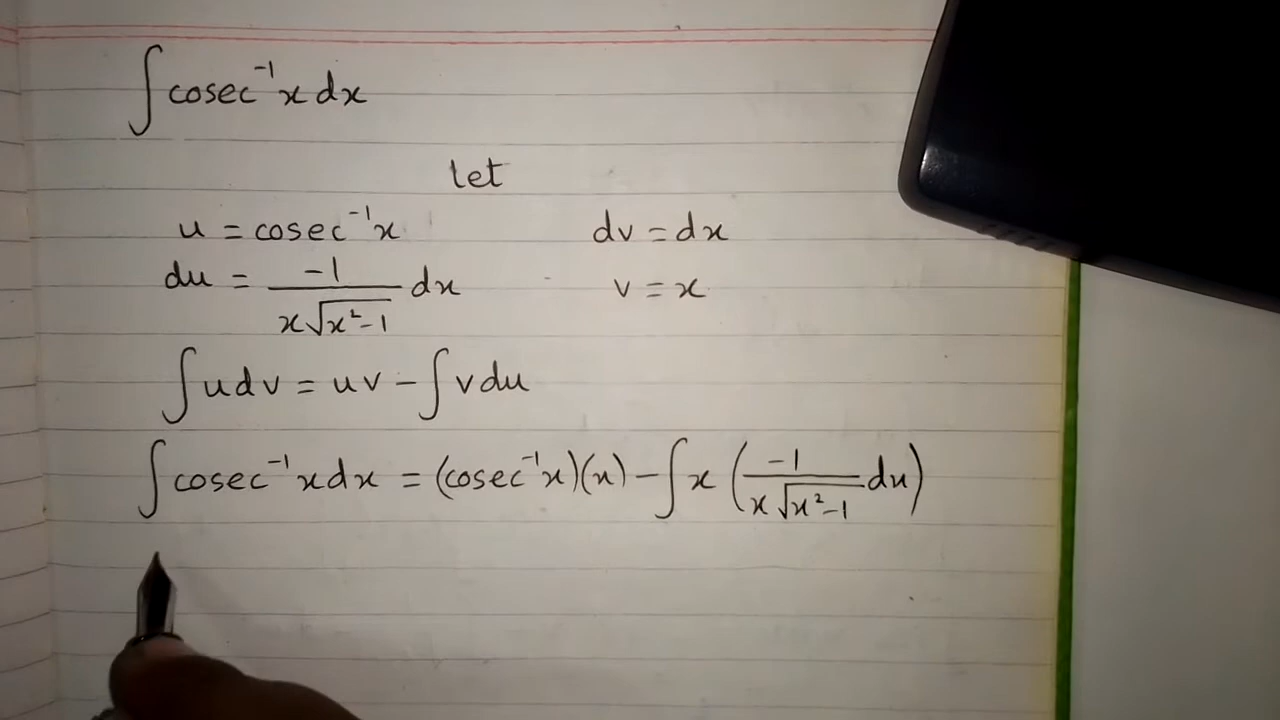 ∫ cosec⁻¹x dx
let
u = cosec⁻¹x dv = dx
du = -1/(x√(x²-1)) dx v = x
∫ u dv = uv - ∫ v du
∫ cosec⁻¹x dx = (cosec⁻¹x)(x) - ∫ x (-1/(x√(x²-1)) dx)